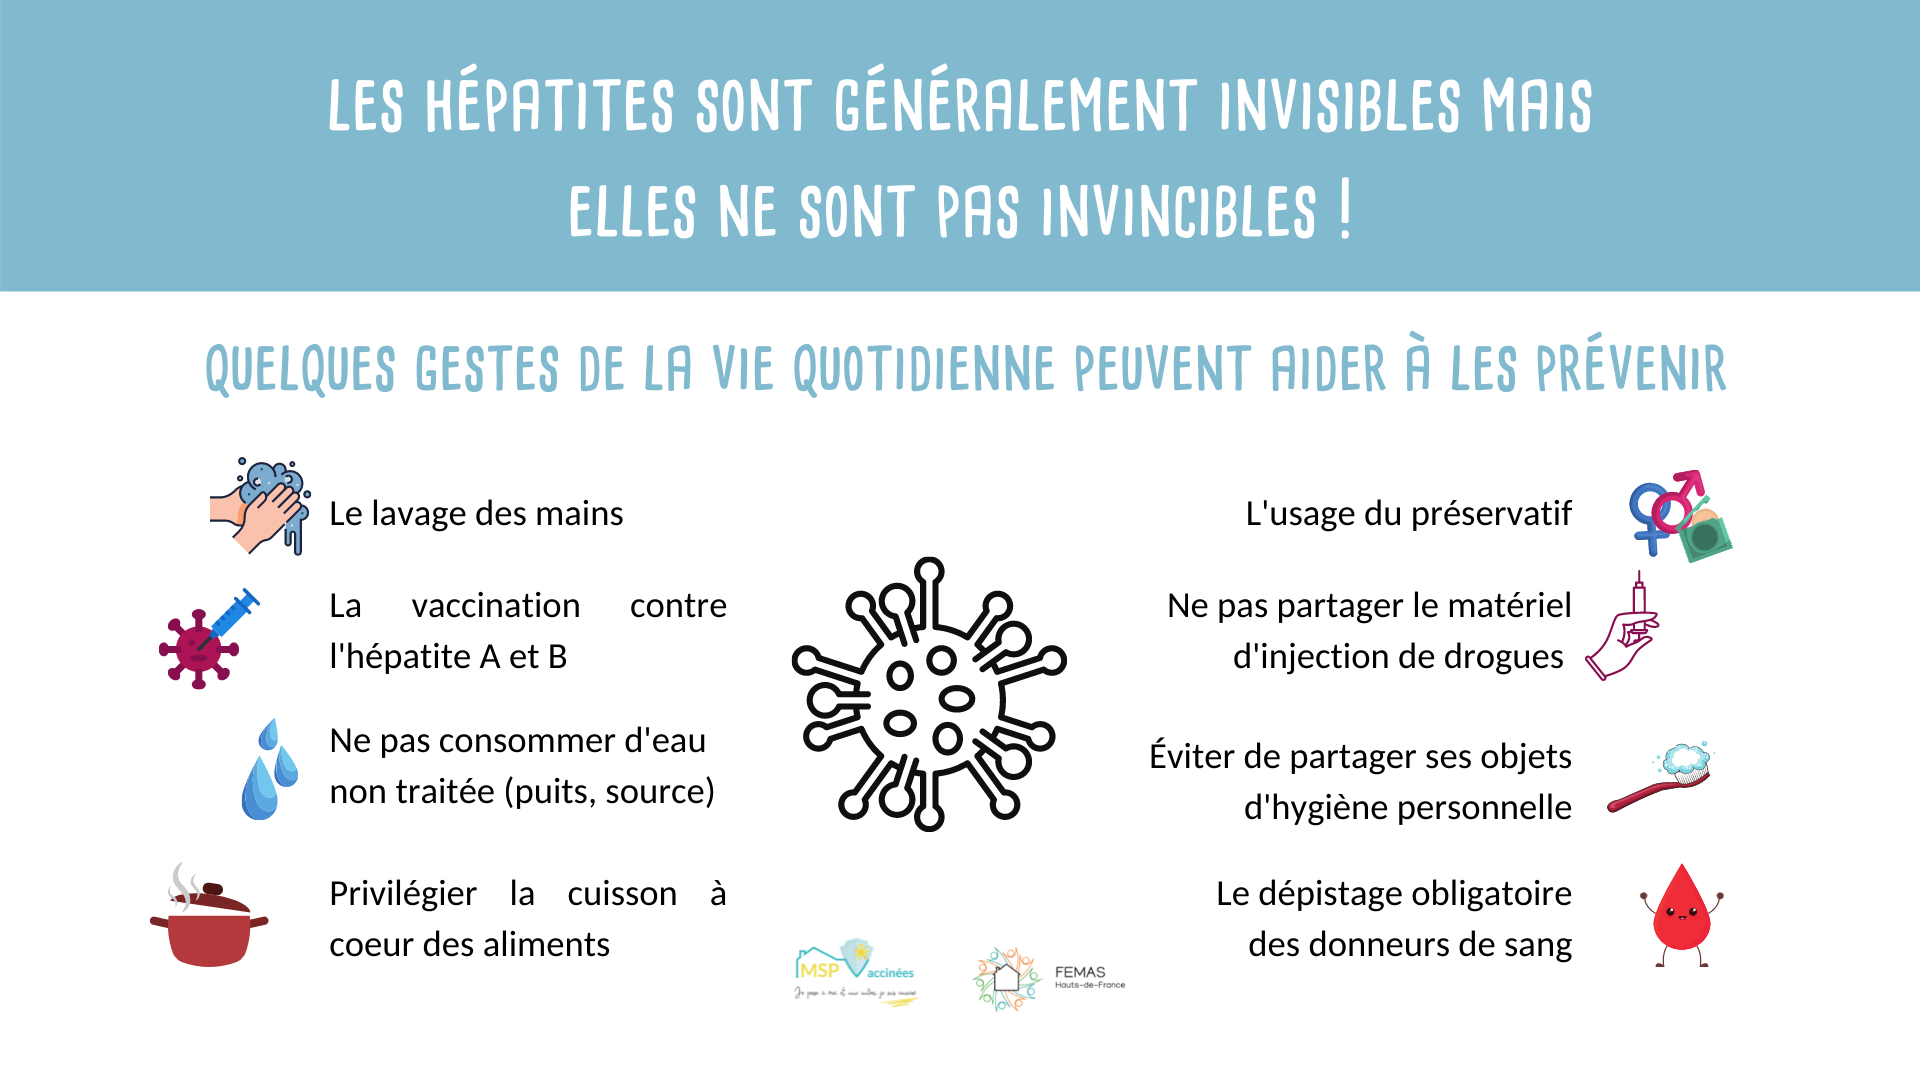 LES HÉPATITES SONT GÉNÉRALEMENT INVISIBLES MAIS
ELLES NE SONT PAS INVINCIBLES !
QUELQUES GESTES DE LA VIE QUOTIDIENNE PEUVENT AIDER À LES PRÉVENIR
Le lavage des mains
La vaccination contre
l'hépatite A et B
Ne pas consommer d'eau
non traitée (puits, source)
Privilégier la cuisson à
coeur des aliments
L'usage du préservatif
Ne pas partager le matériel
d'injection de drogues
Éviter de partager ses objets
d'hygiène personnelle
Le dépistage obligatoire
des donneurs de sang
MSP Vaccinées
FEMAS
Hauts-de-France